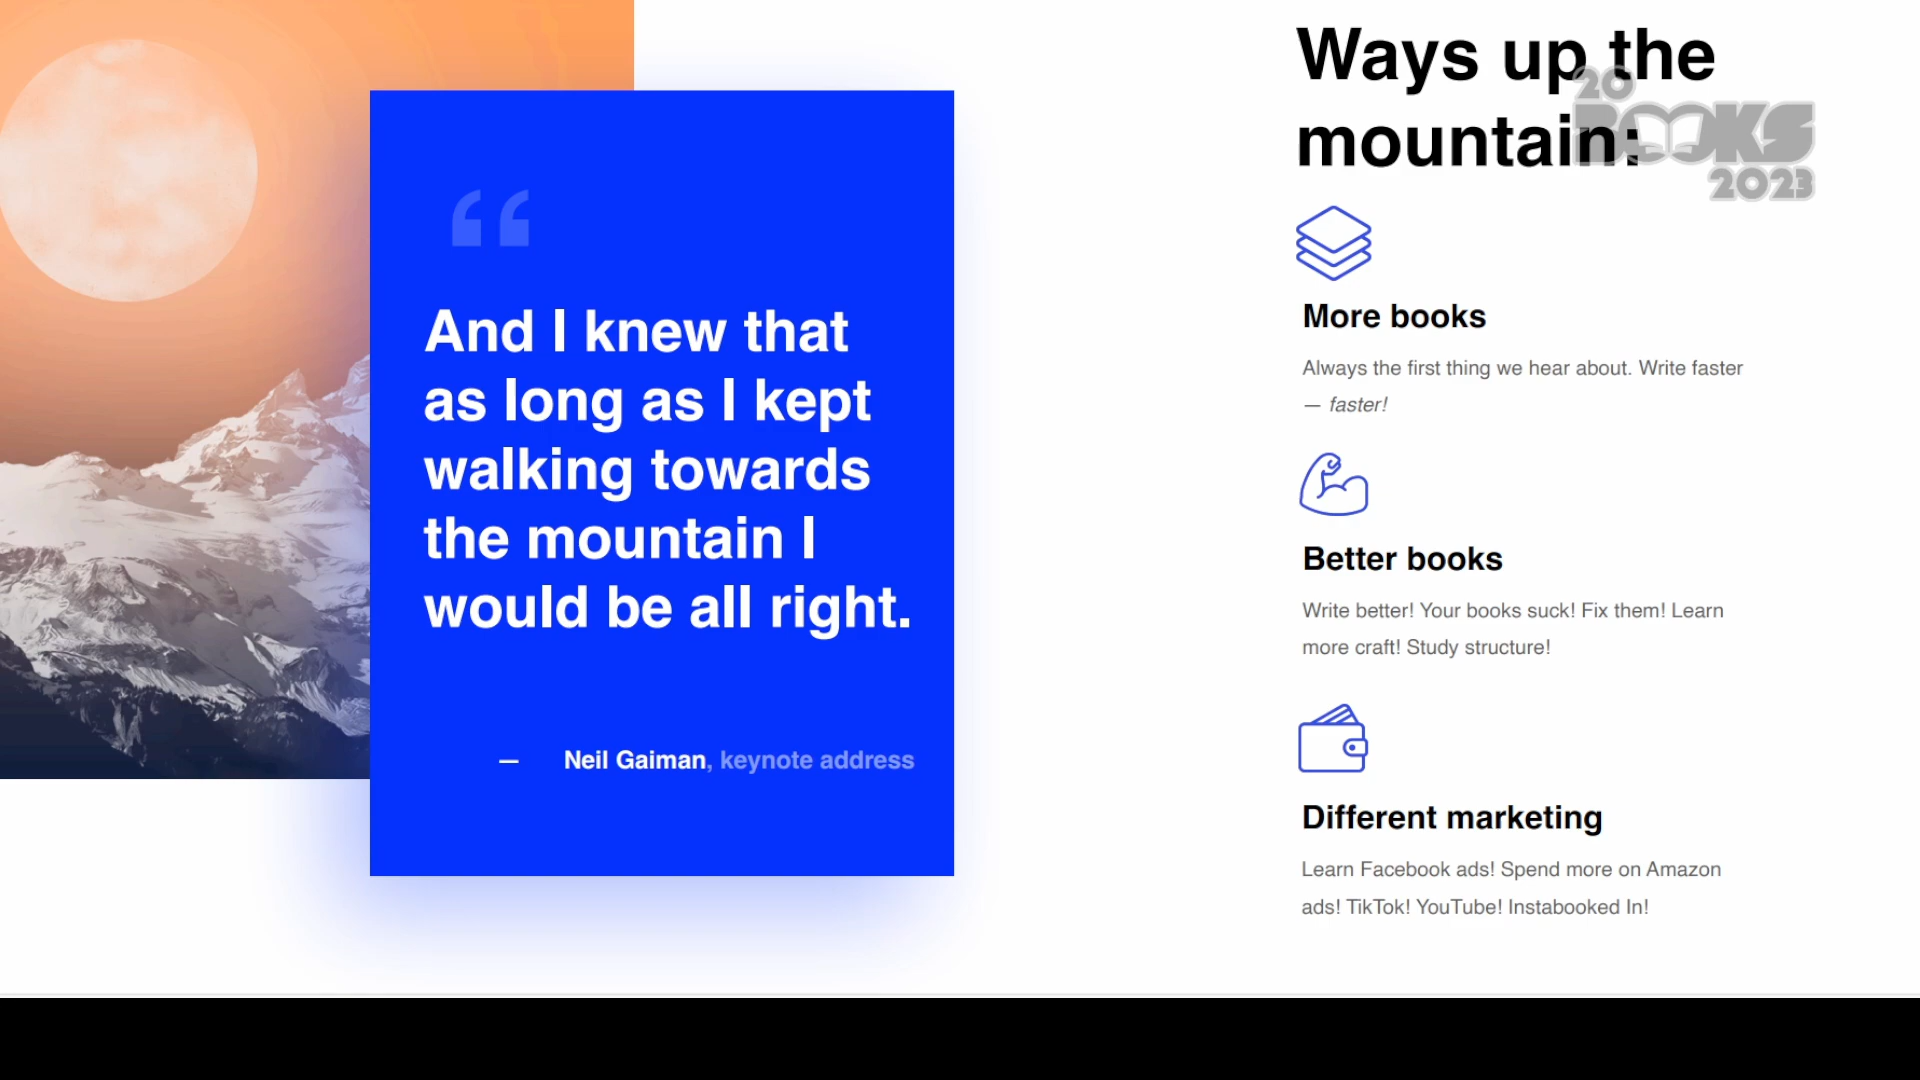 “
And I knew that
as long as I kept
walking towards
the mountain I
would be all right.
— Neil Gaiman, keynote address
Ways up the
mountain:
20
BOOKS
2023
More books
Always the first thing we hear about. Write faster
— faster!
Better books
Write better! Your books suck! Fix them! Learn
more craft! Study structure!
Different marketing
Learn Facebook ads! Spend more on Amazon
ads! TikTok! YouTube! Instabooked In!